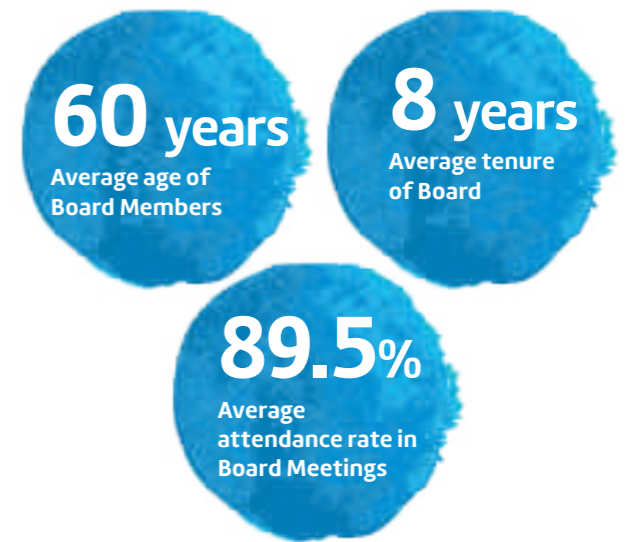 60 years
Average age of
Board Members
8 years
Average tenure
of Board
89.5%
Average
attendance rate in
Board Meetings